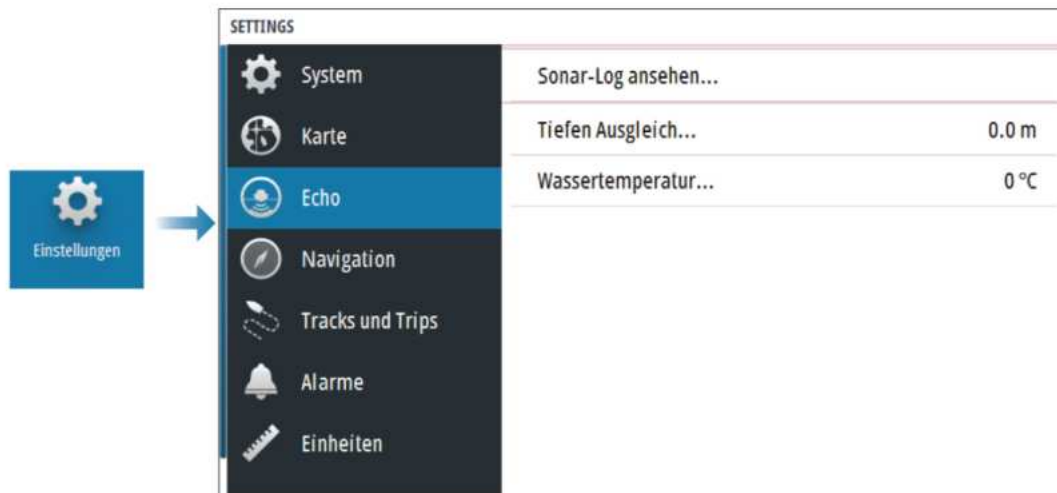 SETTINGS
System
Karte
Echo
Navigation
Tracks und Trips
Alarme
Einheiten
Sonar-Log ansehen...
Tiefen Ausgleich... 0.0 m
Wassertemperatur... 0 °C
Einstellungen